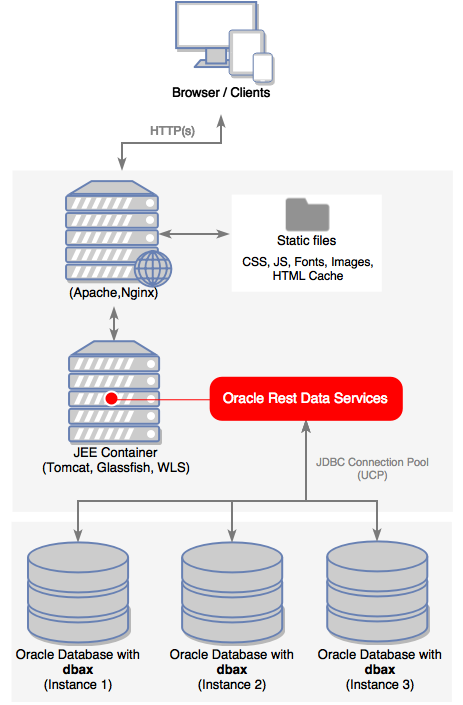 Browser / Clients
HTTP(s)
Static files
CSS, JS, Fonts, Images,
HTML Cache
(Apache,Nginx)
Oracle Rest Data Services
JEE Container
(Tomcat, Glassfish, WLS)
JDBC Connection Pool
(UCP)
Oracle Database with
dbax
(Instance 1)
Oracle Database with
dbax
(Instance 2)
Oracle Database with
dbax
(Instance 3)